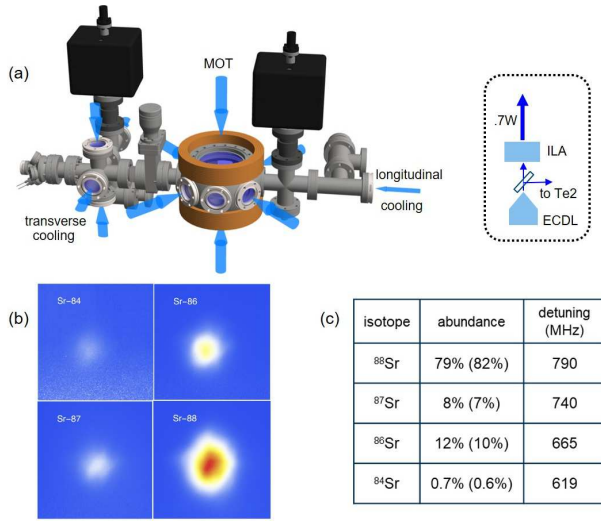 (a)
MOT
longitudinal
cooling
transverse
cooling
.7W
ILA
to Te2
ECDL
(b)
Sr-84
Sr-86
Sr-87
Sr-88
(c)
isotope abundance detuning
(MHz)
88Sr 79% (82%) 790
87Sr 8% (7%) 740
86Sr 12% (10%) 665
84Sr 0.7% (0.6%) 619